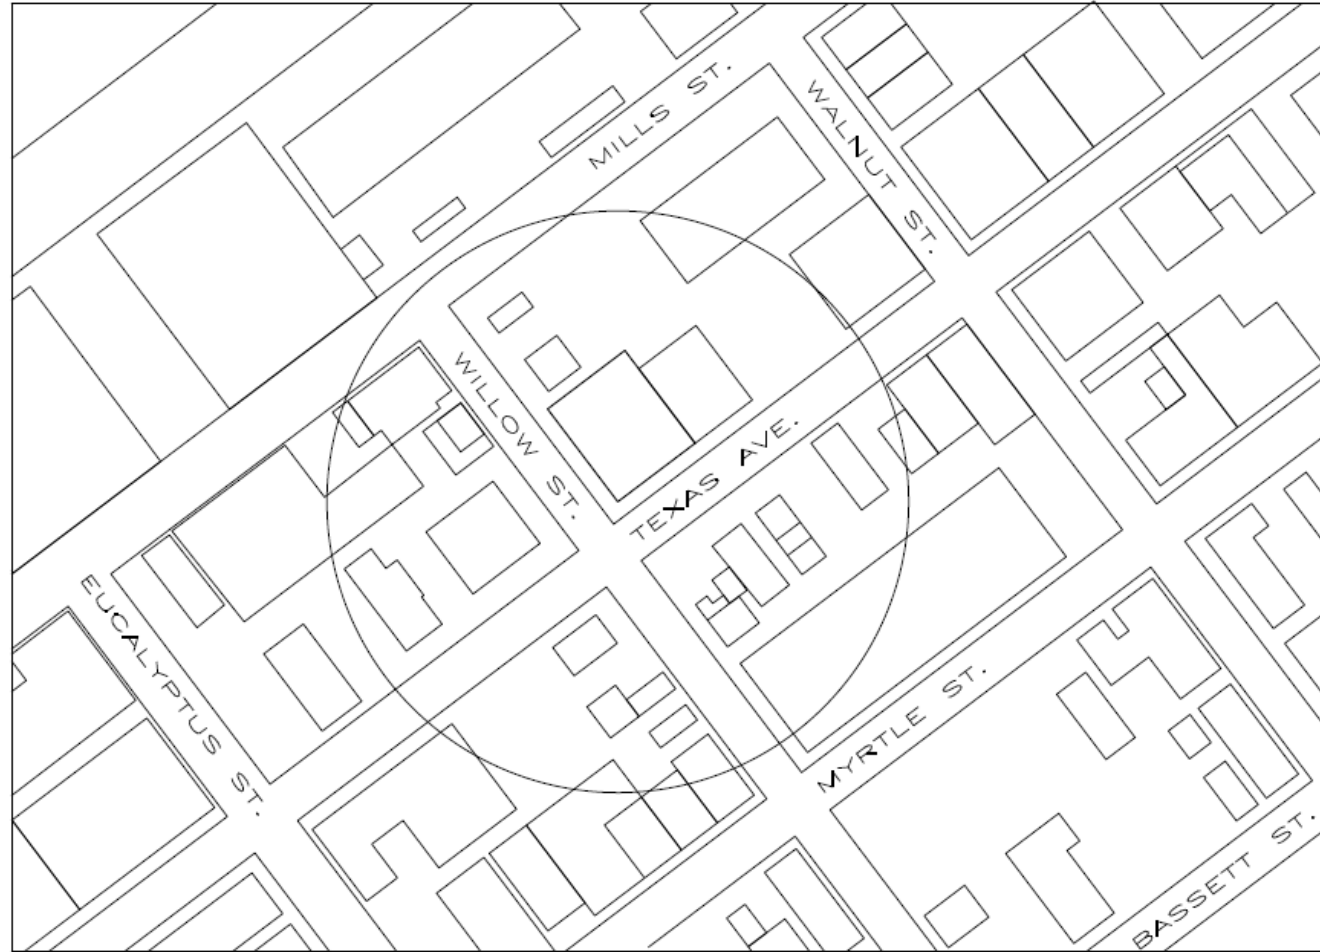 MILLS ST.
WALNUT ST.
WILLOW ST.
TEXAS AVE.
EUCALYPTUS ST.
MYRTLE ST.
BASSETT ST.